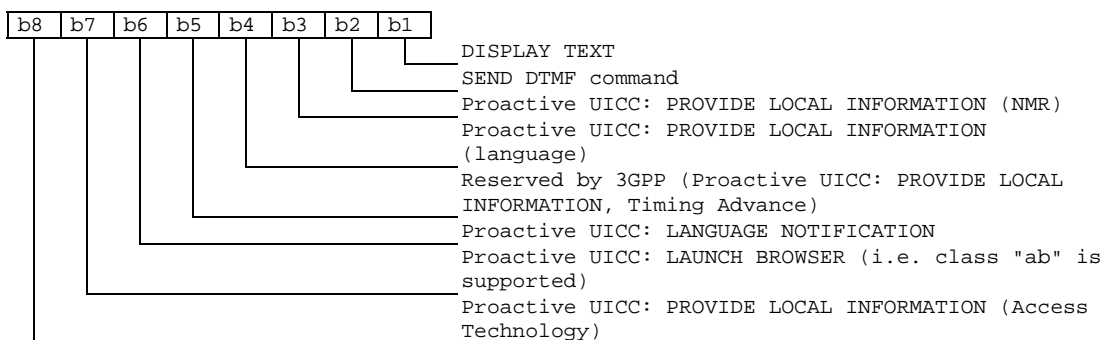 b8 b7 b6 b5 b4 b3 b2 b1
DISPLAY TEXT
SEND DTMF command
Proactive UICC: PROVIDE LOCAL INFORMATION (NMR)
Proactive UICC: PROVIDE LOCAL INFORMATION
(language)
Reserved by 3GPP (Proactive UICC: PROVIDE LOCAL
INFORMATION, Timing Advance)
Proactive UICC: LANGUAGE NOTIFICATION
Proactive UICC: LAUNCH BROWSER (i.e. class "ab" is
supported)
Proactive UICC: PROVIDE LOCAL INFORMATION (Access
Technology)